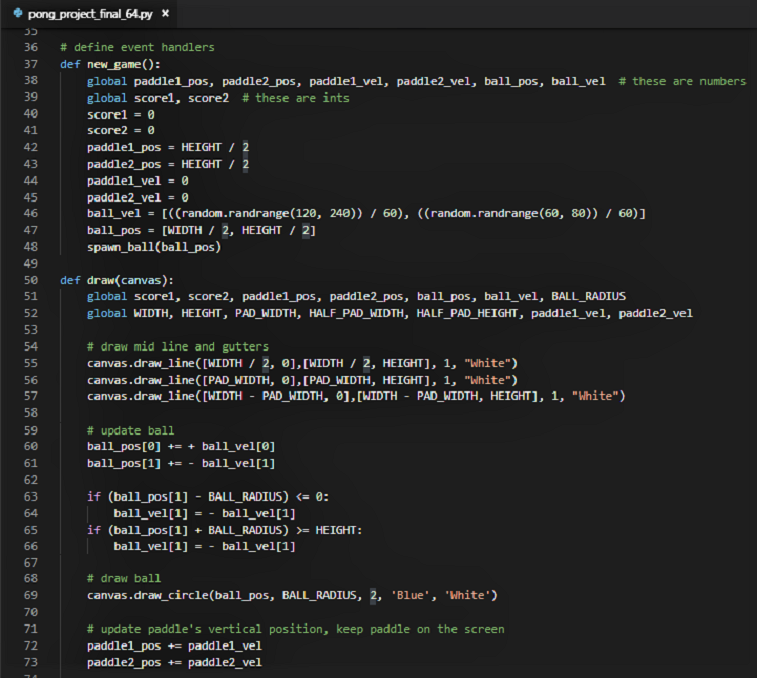 pong_project_final_64.py ×
35
36 # define event handlers
37 def new_game():
38     global paddle1_pos, paddle2_pos, paddle1_vel, paddle2_vel, ball_pos, ball_vel  # these are numbers
39     global score1, score2  # these are ints
40     score1 = 0
41     score2 = 0
42     paddle1_pos = HEIGHT / 2
43     paddle2_pos = HEIGHT / 2
44     paddle1_vel = 0
45     paddle2_vel = 0
46     ball_vel = [((random.randrange(120, 240)) / 60), ((random.randrange(60, 80)) / 60)]
47     ball_pos = [WIDTH / 2, HEIGHT / 2]
48     spawn_ball(ball_pos)
49
50 def draw(canvas):
51     global score1, score2, paddle1_pos, paddle2_pos, ball_pos, ball_vel, BALL_RADIUS
52     global WIDTH, HEIGHT, PAD_WIDTH, HALF_PAD_WIDTH, HALF_PAD_HEIGHT, paddle1_vel, paddle2_vel
53
54     # draw mid line and gutters
55     canvas.draw_line([WIDTH / 2, 0],[WIDTH / 2, HEIGHT], 1, "White")
56     canvas.draw_line([PAD_WIDTH, 0],[PAD_WIDTH, HEIGHT], 1, "White")
57     canvas.draw_line([WIDTH - PAD_WIDTH, 0],[WIDTH - PAD_WIDTH, HEIGHT], 1, "White")
58
59     # update ball
60     ball_pos[0] += + ball_vel[0]
61     ball_pos[1] += - ball_vel[1]
62
63     if (ball_pos[1] - BALL_RADIUS) <= 0:
64         ball_vel[1] = - ball_vel[1]
65     if (ball_pos[1] + BALL_RADIUS) >= HEIGHT:
66         ball_vel[1] = - ball_vel[1]
67
68     # draw ball
69     canvas.draw_circle(ball_pos, BALL_RADIUS, 2, 'Blue', 'White')
70
71     # update paddle's vertical position, keep paddle on the screen
72     paddle1_pos += paddle1_vel
73     paddle2_pos += paddle2_vel